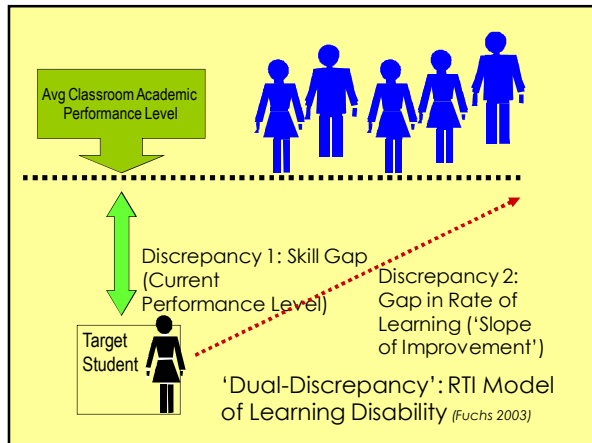 Avg Classroom Academic
Performance Level
Discrepancy 1: Skill Gap
(Current
Performance Level)
Discrepancy 2:
Gap in Rate of
Learning (‘Slope
of Improvement’)
Target
Student
‘Dual-Discrepancy’: RTI Model
of Learning Disability (Fuchs 2003)